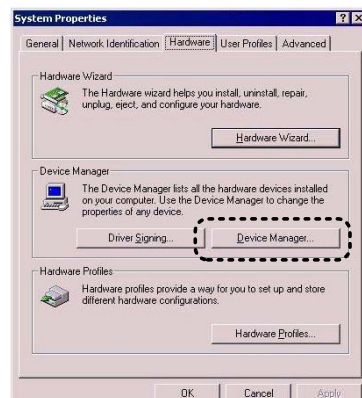 System Properties
General Network Identification Hardware User Profiles Advanced
Hardware Wizard
The Hardware wizard helps you install, uninstall, repair,
unplug, eject, and configure your hardware.
Hardware Wizard...
Device Manager
The Device Manager lists all the hardware devices installed
on your computer. Use the Device Manager to change the
properties of any device.
Driver Signing... Device Manager...
Hardware Profiles
Hardware profiles provide a way for you to set up and store
different hardware configurations.
Hardware Profiles...
OK Cancel Apply